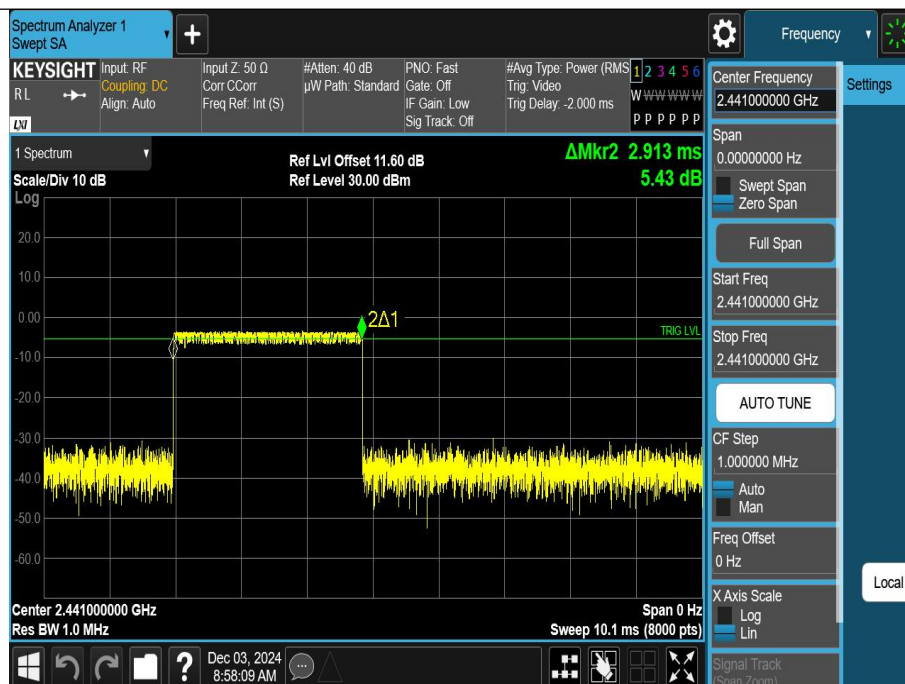 Spectrum Analyzer 1
Swept SA
Frequency
KEYSIGHT
R L
LXI
Input: RF
Coupling: DC
Align: Auto
Input Z: 50 Ω
Corr CCorr
Freq Ref: Int (S)
#Atten: 40 dB
µW Path: Standard
PNO: Fast
Gate: Off
IF Gain: Low
Sig Track: Off
#Avg Type: Power (RMS
Trig: Video
Trig Delay: -2.000 ms
1 2 3 4 5 6
W W W W W W
P P P P P P
Settings
Center Frequency
2.441000000 GHz
Span
0.00000000 Hz
Swept Span
Zero Span
Full Span
Start Freq
2.441000000 GHz
Stop Freq
2.441000000 GHz
AUTO TUNE
CF Step
1.000000 MHz
Auto
Man
Freq Offset
0 Hz
X Axis Scale
Log
Lin
Signal Track
(Span Zoom)
Local
1 Spectrum
Scale/Div 10 dB
Log
Ref Lvl Offset 11.60 dB
Ref Level 30.00 dBm
ΔMkr2 2.913 ms
5.43 dB
20.0
10.0
0.00
-10.0
-20.0
-30.0
-40.0
-50.0
-60.0
2Δ1
TRIG LVL
Center 2.441000000 GHz
Res BW 1.0 MHz
Span 0 Hz
Sweep 10.1 ms (8000 pts)
Dec 03, 2024
8:58:09 AM